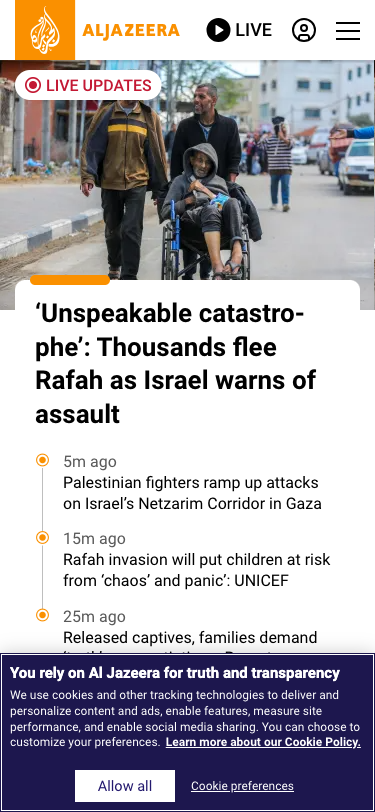 ALJAZEERA
LIVE
LIVE UPDATES
‘Unspeakable catastro-
phe’: Thousands flee
Rafah as Israel warns of
assault
5m ago
Palestinian fighters ramp up attacks
on Israel’s Netzarim Corridor in Gaza
15m ago
Rafah invasion will put children at risk
from ‘chaos’ and panic’: UNICEF
25m ago
Released captives, families demand
You rely on Al Jazeera for truth and transparency
We use cookies and other tracking technologies to deliver and
personalize content and ads, enable features, measure site
performance, and enable social media sharing. You can choose to
customize your preferences. Learn more about our Cookie Policy.
Allow all
Cookie preferences